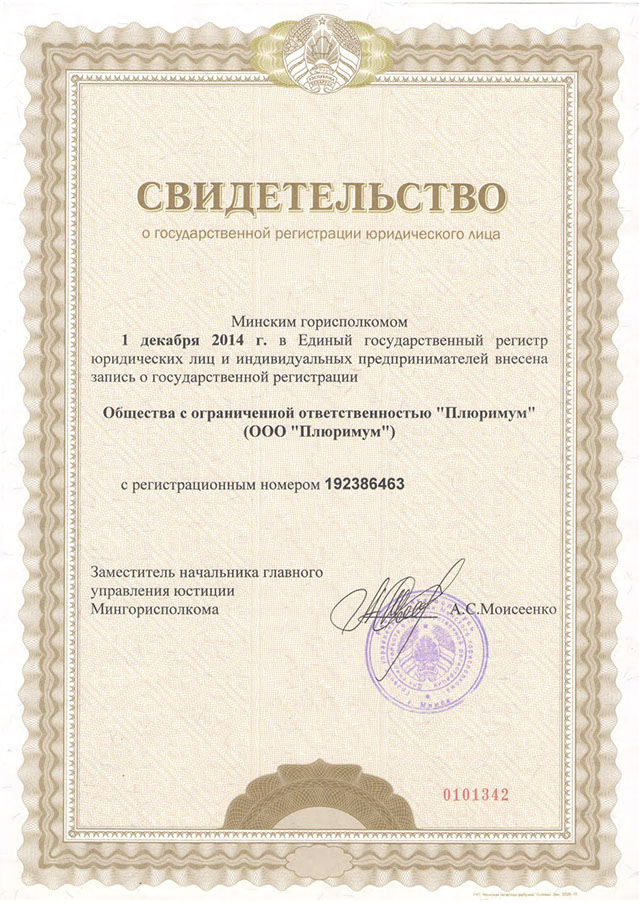 СВИДЕТЕЛЬСТВО
о государственной регистрации юридического лица
Минским горисполкомом
1 декабря 2014 г. в Единый государственный регистр
юридических лиц и индивидуальных предпринимателей внесена
запись о государственной регистрации
Общества с ограниченной ответственностью "Плюримум"
(ООО "Плюримум")
с регистрационным номером 192386463
Заместитель начальника главного
управления юстиции
Мингорисполкома
А.С.Моисеенко
г. Минск
0101342